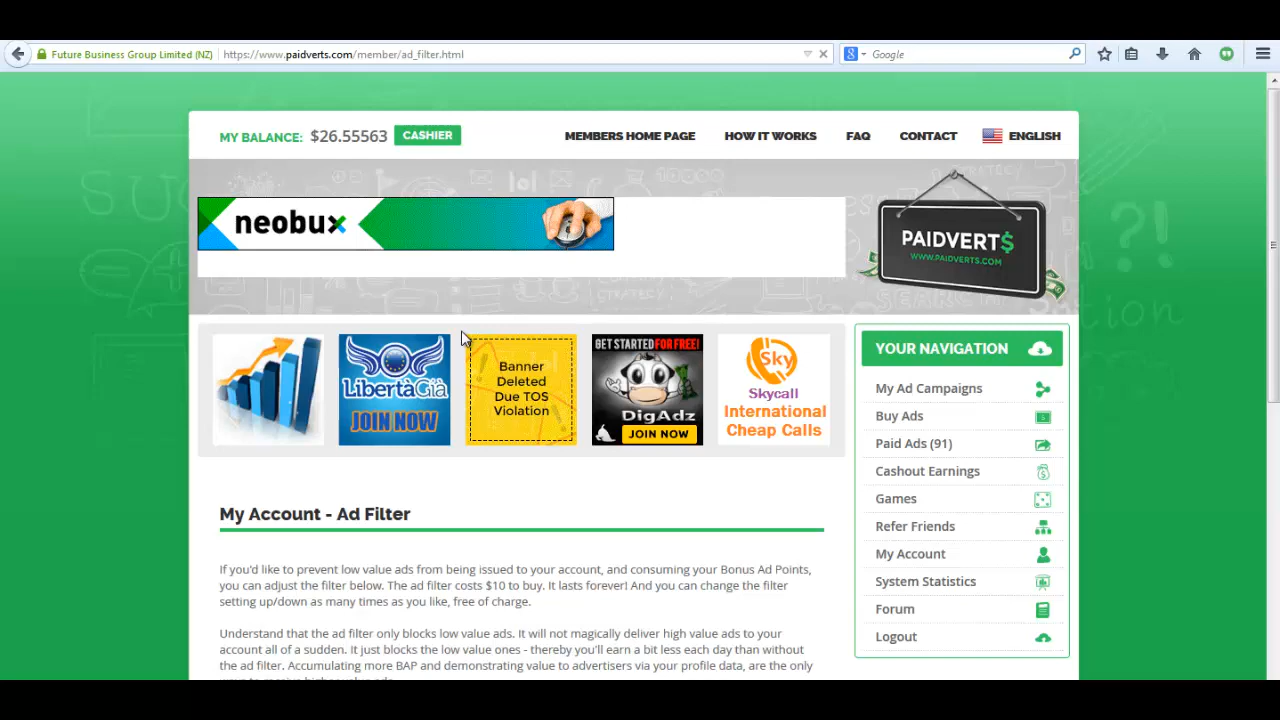 Future Business Group Limited (NZ)
https://www.paidverts.com/member/ad_filter.html
Google
MY BALANCE: $26.55563 CASHIER
MEMBERS HOME PAGE HOW IT WORKS FAQ CONTACT ENGLISH
neobux
PAIDVERT$
WWW.PAIDVERTS.COM
LibertàGià
JOIN NOW
Banner
Deleted
Due TOS
Violation
GET STARTED FOR FREE!
DigAdz
JOIN NOW
Sky
Skycall
International
Cheap Calls
YOUR NAVIGATION
My Ad Campaigns
Buy Ads
Paid Ads (91)
Cashout Earnings
Games
Refer Friends
My Account
System Statistics
Forum
Logout
My Account - Ad Filter
If you'd like to prevent low value ads from being issued to your account, and consuming your Bonus Ad Points,
you can adjust the filter below. The ad filter costs $10 to buy. It lasts forever! And you can change the filter
setting up/down as many times as you like, free of charge.
Understand that the ad filter only blocks low value ads. It will not magically deliver high value ads to your
account all of a sudden. It just blocks the low value ones - thereby you'll earn a bit less each day than without
the ad filter. Accumulating more BAP and demonstrating value to advertisers via your profile data, are the only